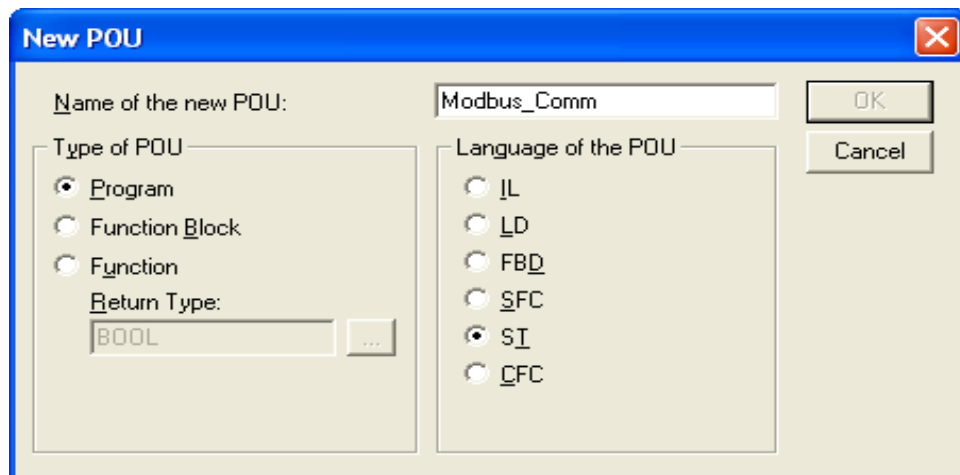 New POU
Name of the new POU:
Modbus_Comm
OK
Cancel
Type of POU
Program
Function Block
Function
Return Type:
BOOL
...
Language of the POU
IL
LD
FBD
SFC
ST
CFC